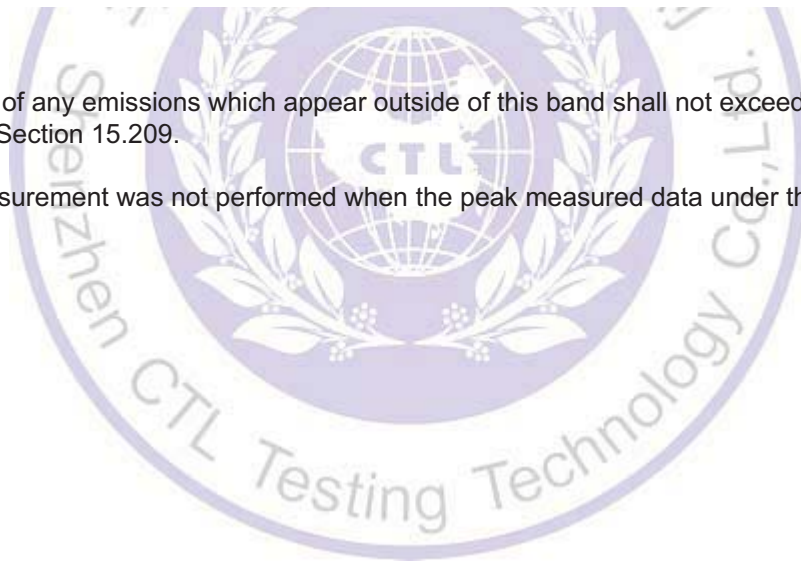 of any emissions which appear outside of this band shall not exceed
Section 15.209.
surement was not performed when the peak measured data under th
CTL
Shenzhen CTL Testing Technology Co., Ltd.